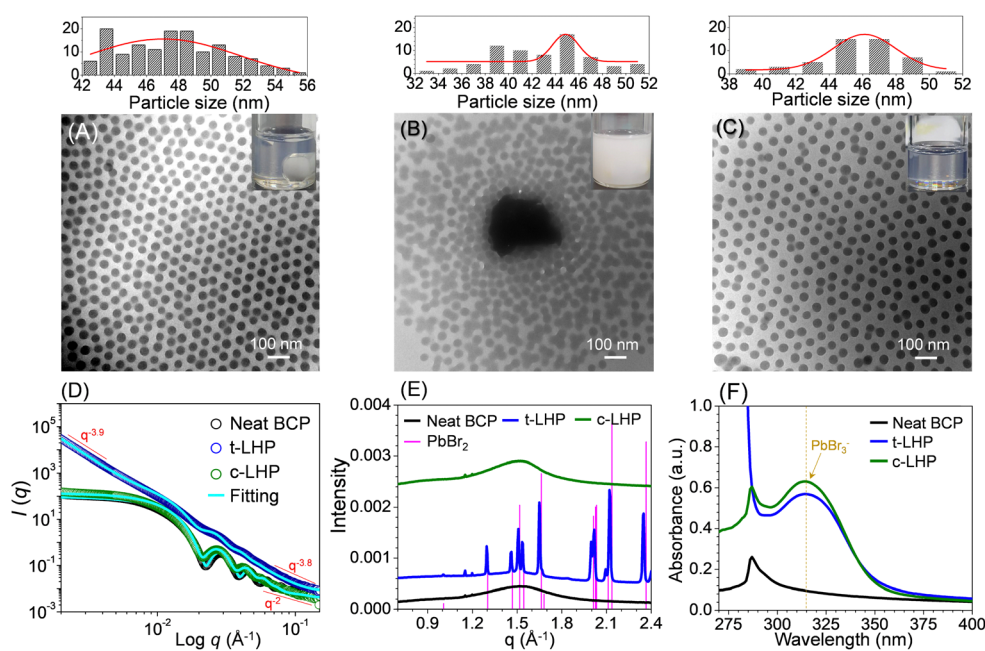 20
10
0
42 44 46 48 50 52 54 56
Particle size (nm)
20
10
0
32 34 36 38 40 42 44 46 48 50 52
Particle size (nm)
20
10
0
38 40 42 44 46 48 50 52
Particle size (nm)
(A)
100 nm
(B)
100 nm
(C)
100 nm
(D)
10^5
10^3
10^1
10^-1
10^-3
I (q)
q^-3.9
Neat BCP
t-LHP
c-LHP
Fitting
q^-3.8
q^-2
10^-2 10^-1
Log q (Å^-1)
(E)
0.004
0.003
0.002
0.001
0.000
Intensity
Neat BCP t-LHP c-LHP
PbBr₂
0.9 1.2 1.5 1.8 2.1 2.4
q (Å^-1)
(F)
1.0
0.8
0.6
0.4
0.2
0.0
Absorbance (a.u.)
Neat BCP
t-LHP
c-LHP
PbBr₃⁻
270 295 320 350 375 400
Wavelength (nm)